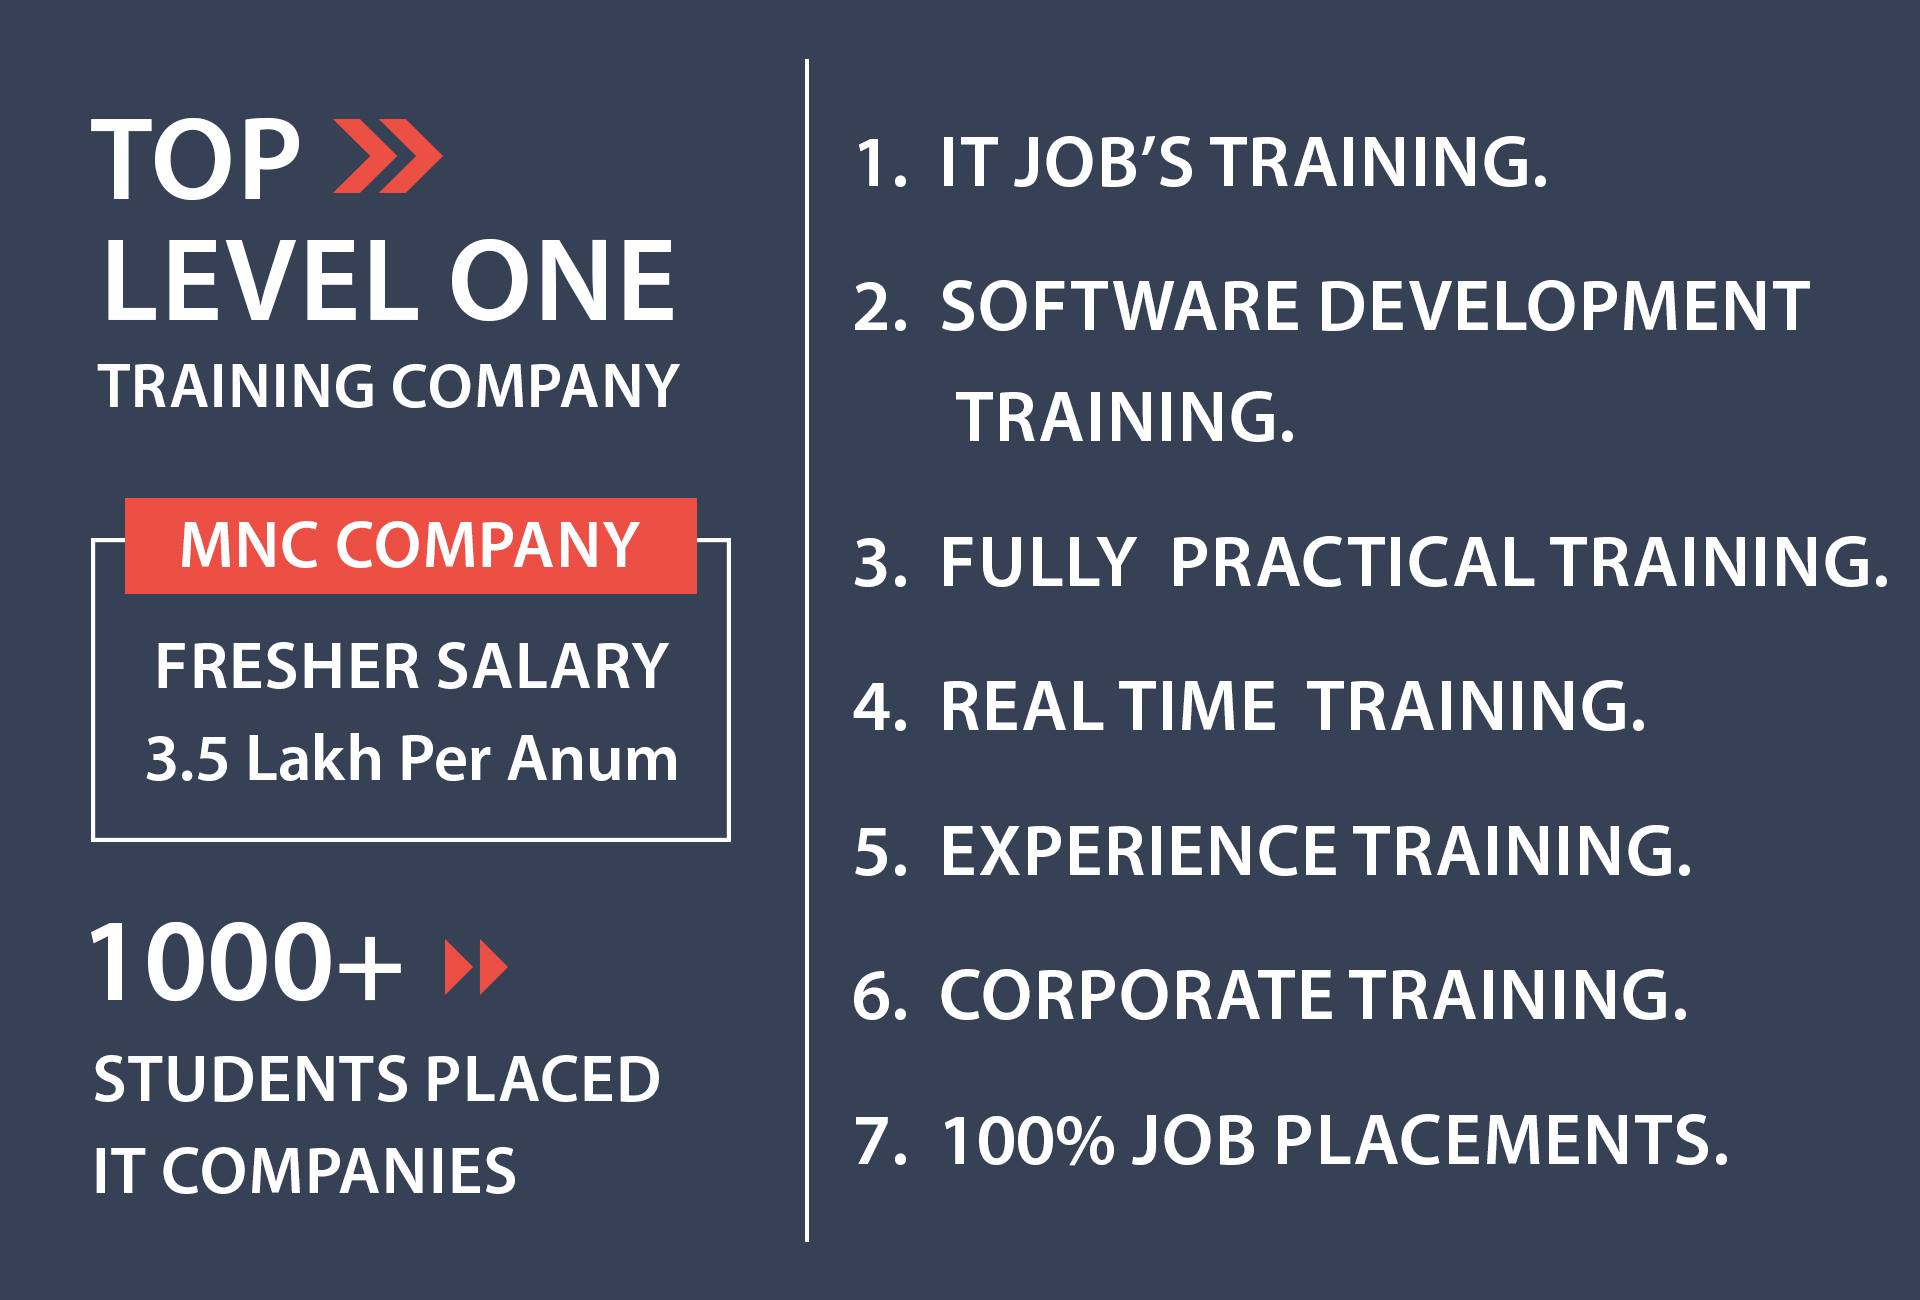 TOP
LEVEL ONE
TRAINING COMPANY
MNC COMPANY
FRESHER SALARY
3.5 Lakh Per Anum
1000+
STUDENTS PLACED
IT COMPANIES
1. IT JOB’S TRAINING.
2. SOFTWARE DEVELOPMENT
TRAINING.
3. FULLY PRACTICAL TRAINING.
4. REAL TIME TRAINING.
5. EXPERIENCE TRAINING.
6. CORPORATE TRAINING.
7. 100% JOB PLACEMENTS.